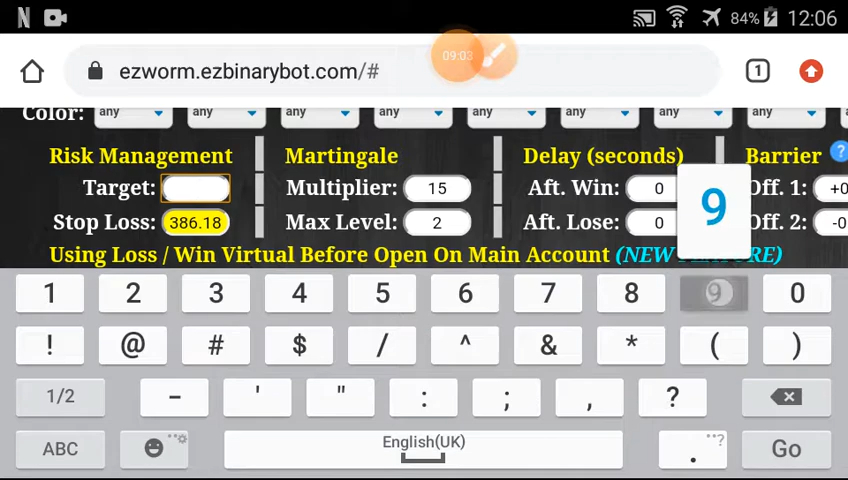 N 84% 12:06
ezworm.ezbinarybot.com/# 09:03 1
Color: any any any any any any any any
Risk Management Martingale Delay (seconds) Barrier ?
Target: Multiplier: 15 Aft. Win: 0 Off. 1: +0
Stop Loss: 386.18 Max Level: 2 Aft. Lose: 0 Off. 2: -0
9
Using Loss / Win Virtual Before Open On Main Account (NEW FEATURE)
1 2 3 4 5 6 7 8 9 0
! @ # $ / ^ & * ( )
1/2 - ' " : ; , ?
ABC English(UK) . Go